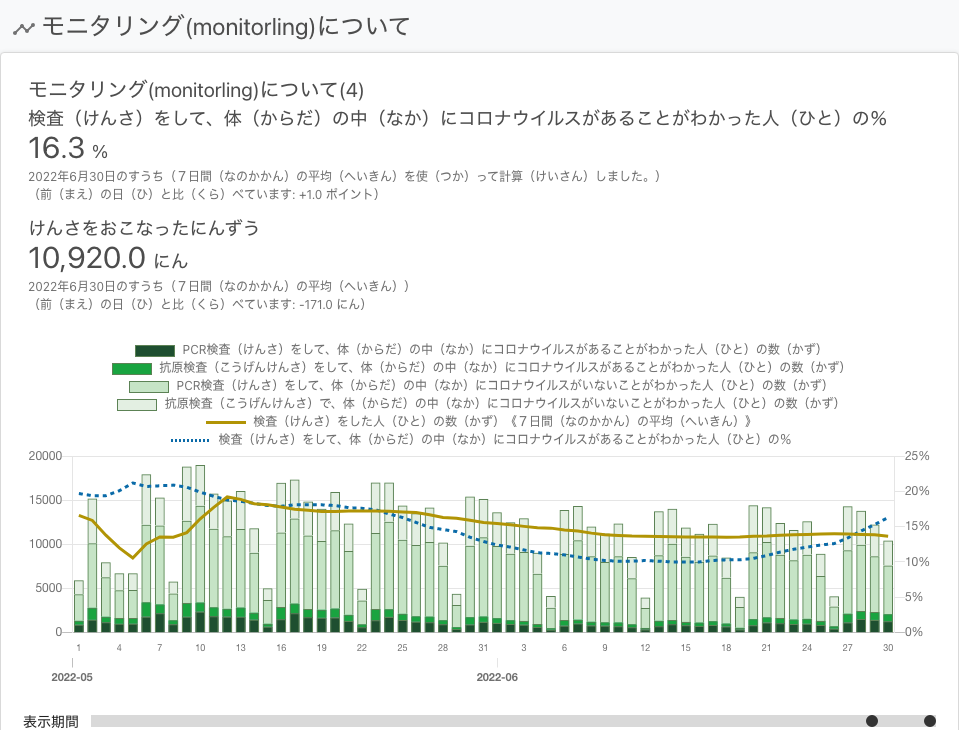 モニタリング(monitorling)について
モニタリング(monitorling)について(4)
検査（けんさ）をして、体（からだ）の中（なか）にコロナウイルスがあることがわかった人（ひと）の%
16.3 %
2022年6月30日のすうち（７日間（なのかかん）の平均（へいきん）を使（つか）って計算（けいさん）しました。）
（前（まえ）の日（ひ）と比（くら）べています: +1.0 ポイント）
けんさをおこなったにんずう
10,920.0 にん
2022年6月30日のすうち（７日間（なのかかん）の平均（へいきん））
（前（まえ）の日（ひ）と比（くら）べています: -171.0 にん）
PCR検査（けんさ）をして、体（からだ）の中（なか）にコロナウイルスがあることがわかった人（ひと）の数（かず）
抗原検査（こうげんけんさ）をして、体（からだ）の中（なか）にコロナウイルスがあることがわかった人（ひと）の数（かず）
PCR検査（けんさ）をして、体（からだ）の中（なか）にコロナウイルスがいないことがわかった人（ひと）の数（かず）
抗原検査（こうげんけんさ）で、体（からだ）の中（なか）にコロナウイルスがいないことがわかった人（ひと）の数（かず）
検査（けんさ）をした人（ひと）の数（かず）《７日間（なのかかん）の平均（へいきん）》
検査（けんさ）をして、体（からだ）の中（なか）にコロナウイルスがあることがわかった人（ひと）の%
20000 25%
20%
15000
15%
10000
10%
5000
5%
0 0%
1 4 7 10 13 16 19 22 25 28 31 3 6 9 12 15 18 21 24 27 30
2022-05 2022-06
表示期間